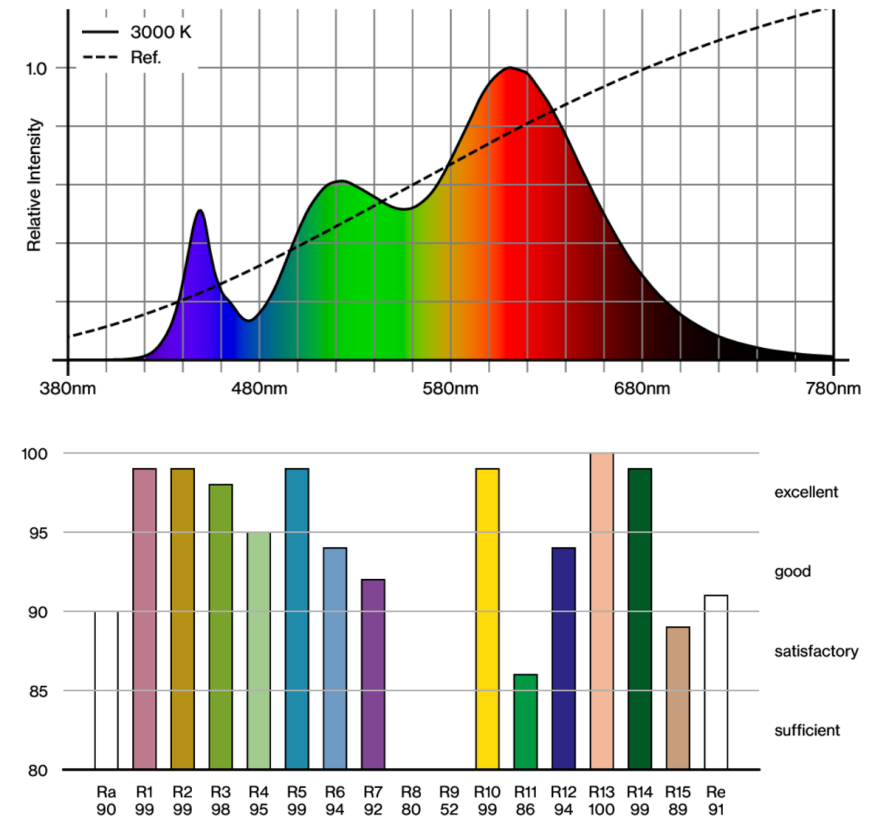 3000 K
Ref.
1.0
Relative Intensity
380nm 480nm 580nm 680nm 780nm
100
excellent
95
good
90
satisfactory
85
sufficient
80
Ra R1 R2 R3 R4 R5 R6 R7 R8 R9 R10 R11 R12 R13 R14 R15 Re
90 99 99 98 95 99 94 92 80 52 99 86 94 100 99 89 91